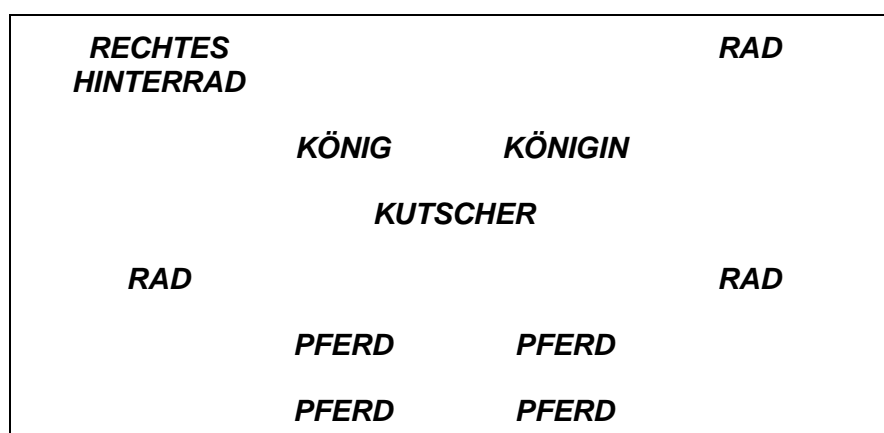 RECHTES RAD
HINTERRAD
KÖNIG KÖNIGIN
KUTSCHER
RAD RAD
PFERD PFERD
PFERD PFERD